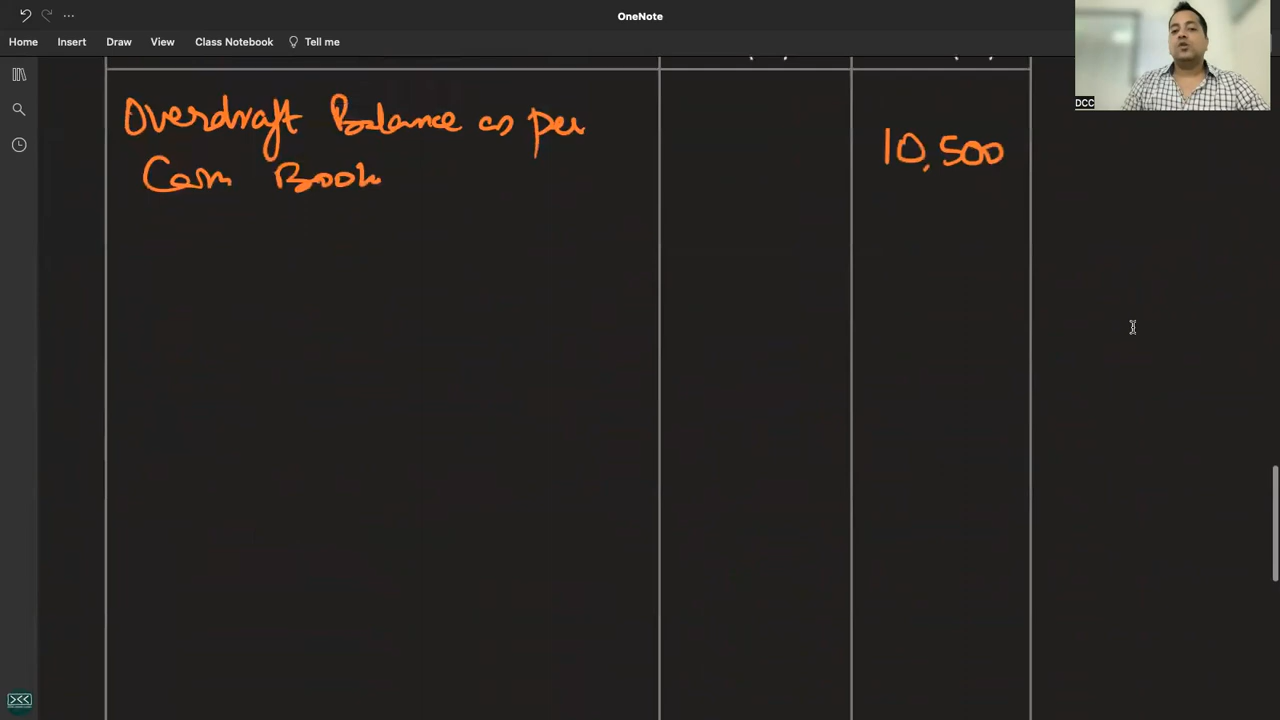 OneNote
Home Insert Draw View Class Notebook Tell me
DCC
Overdraft Balance as per
Cash Book
10,500